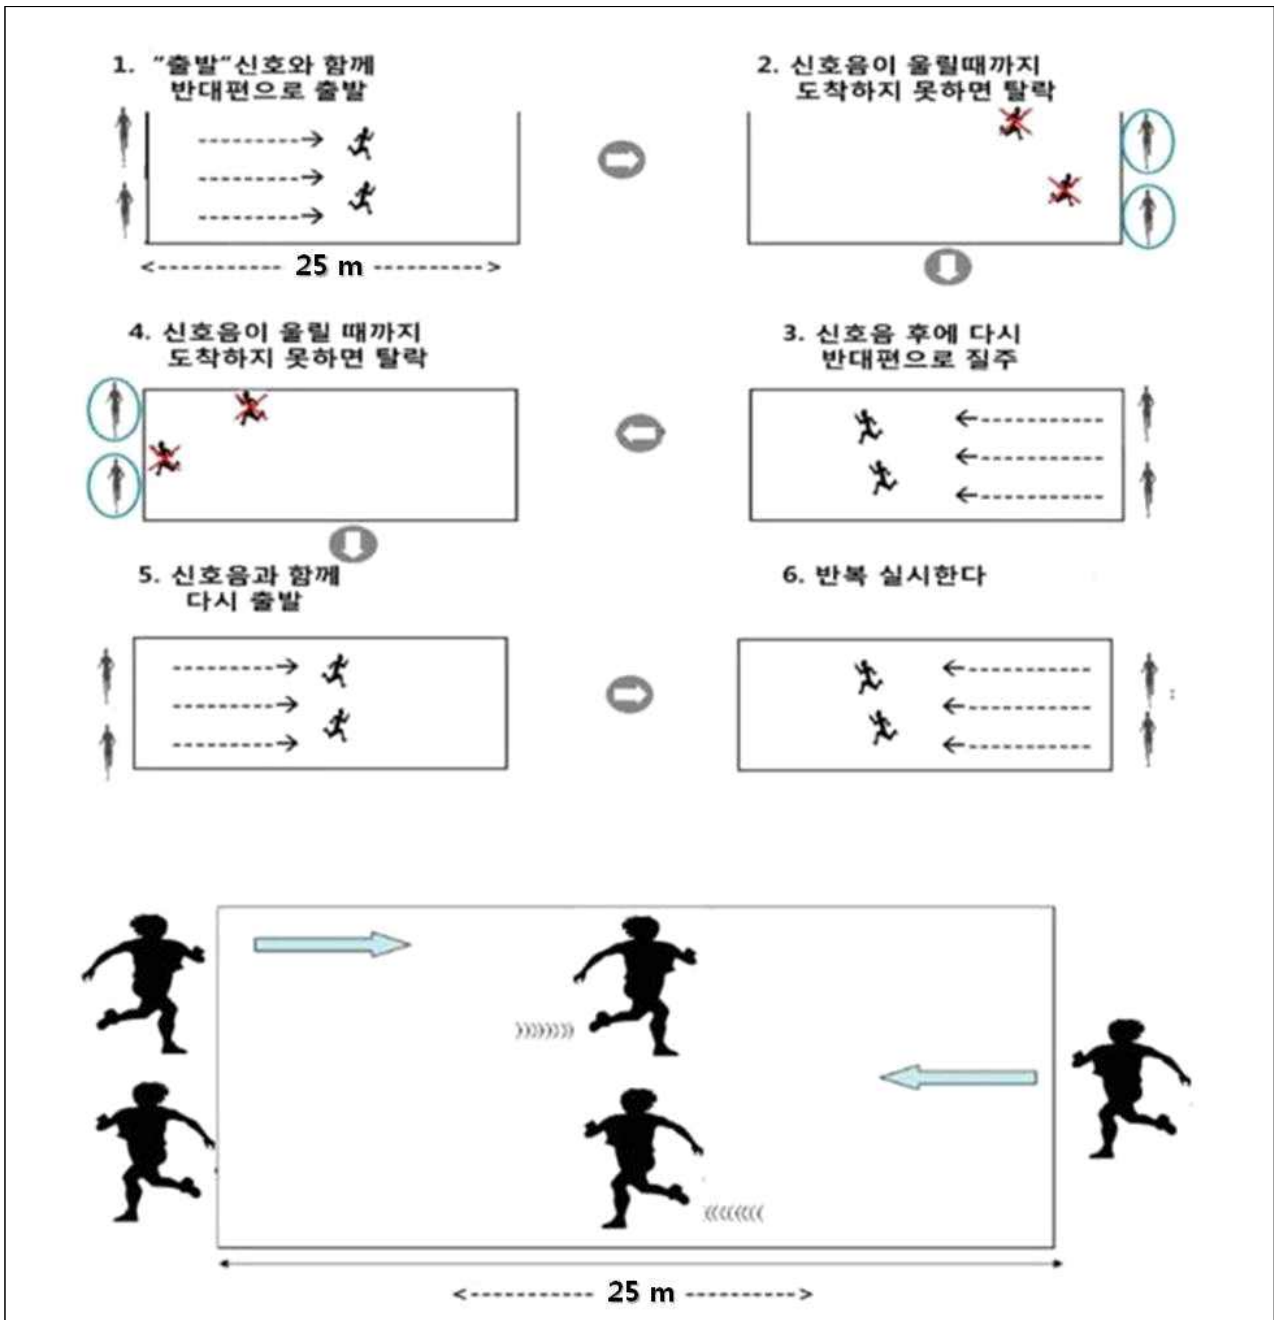 1. "출발"신호와 함께
반대편으로 출발
2. 신호음이 울릴때까지
도착하지 못하면 탈락
25 m
4. 신호음이 울릴 때까지
도착하지 못하면 탈락
3. 신호음 후에 다시
반대편으로 질주
5. 신호음과 함께
다시 출발
6. 반복 실시한다
25 m